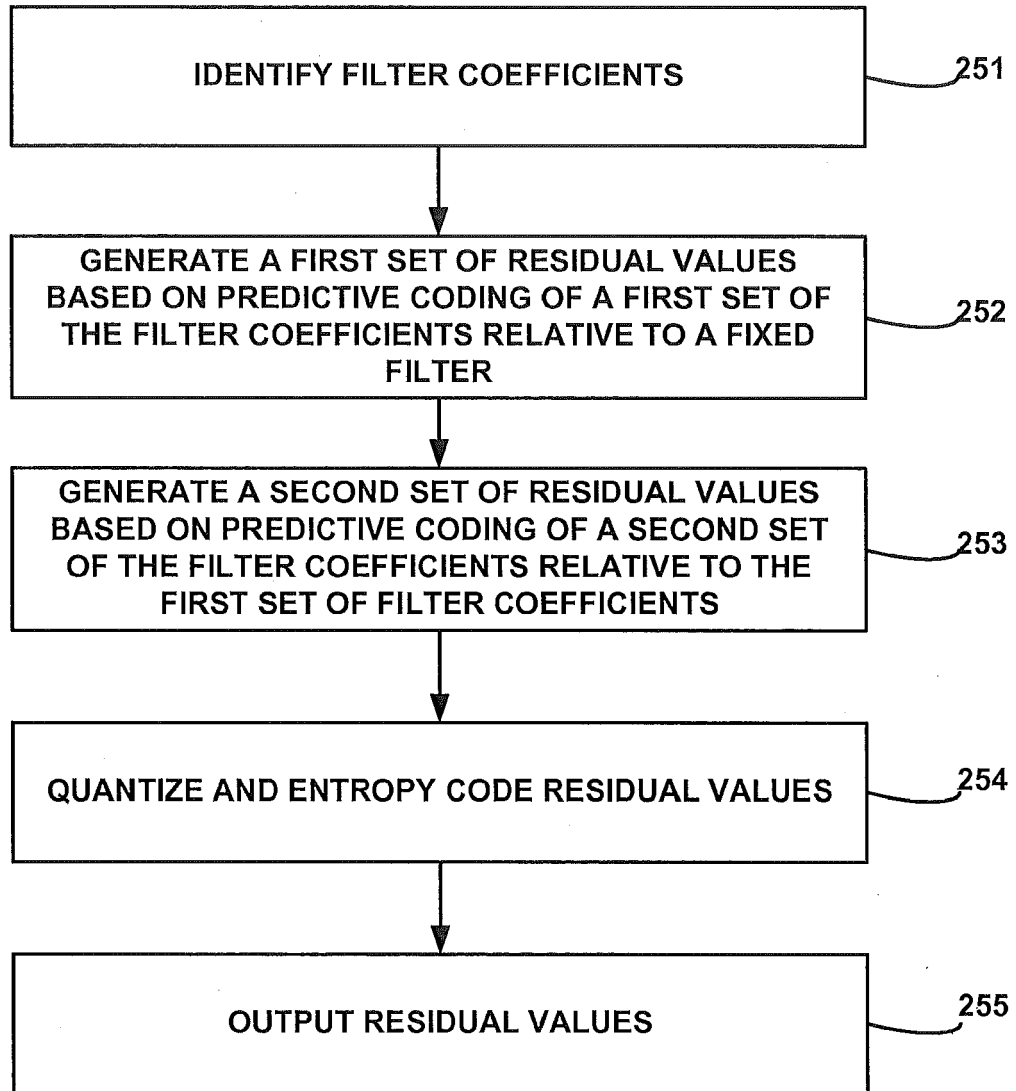 IDENTIFY FILTER COEFFICIENTS
251
GENERATE A FIRST SET OF RESIDUAL VALUES
BASED ON PREDICTIVE CODING OF A FIRST SET OF
THE FILTER COEFFICIENTS RELATIVE TO A FIXED
FILTER
252
GENERATE A SECOND SET OF RESIDUAL VALUES
BASED ON PREDICTIVE CODING OF A SECOND SET
OF THE FILTER COEFFICIENTS RELATIVE TO THE
FIRST SET OF FILTER COEFFICIENTS
253
QUANTIZE AND ENTROPY CODE RESIDUAL VALUES
254
OUTPUT RESIDUAL VALUES
255